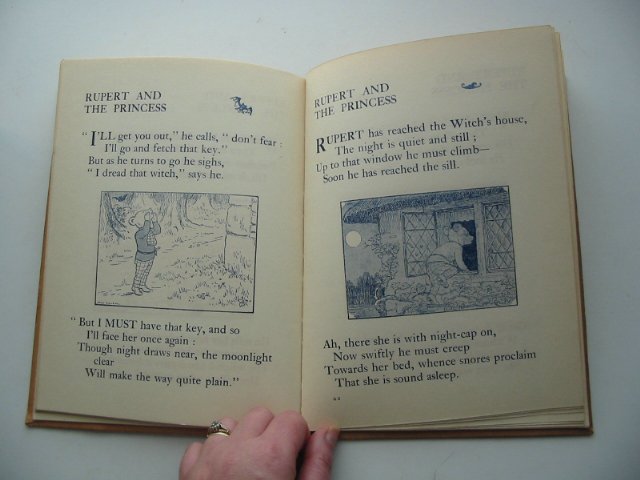 RUPERT AND
THE PRINCESS
"I'LL get you out," he calls, "don't fear:
I'll go and fetch that key."
But as he turns to go he sighs,
"I dread that witch," says he.
"But I MUST have that key, and so
I'll face her once again:
Though night draws near, the moonlight
clear
Will make the way quite plain."
RUPERT AND
THE PRINCESS
RUPERT has reached the Witch's house,
The night is quiet and still;
Up to that window he must climb—
Soon he has reached the sill.
Ah, there she is with night-cap on,
Now swiftly he must creep
Towards her bed, whence snores proclaim
That she is sound asleep.